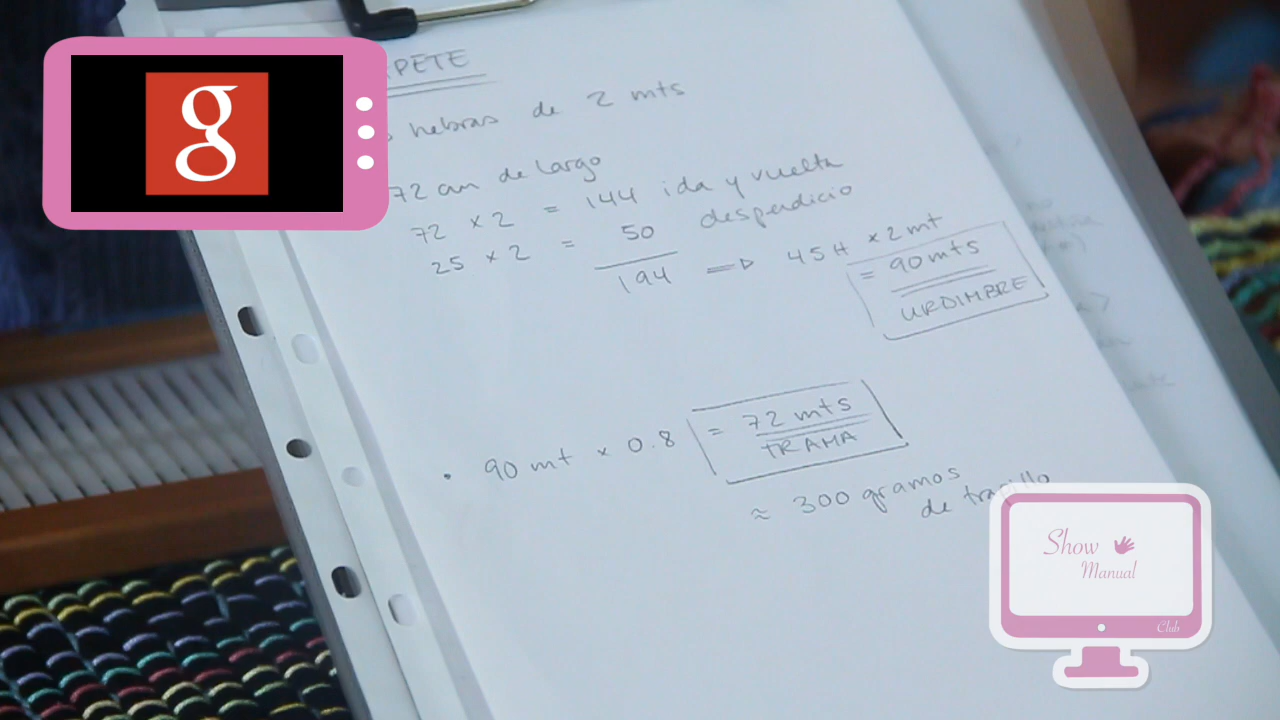 g
PETE
hebras de 2 mts
72 cm de largo
72 x 2 = 144 ida y vuelta
25 x 2 = 50 desperdicio
194 => 45 H x 2 mt
= 90 mts
URDIMBRE
• 90 mt x 0.8 = 72 mts
TRAMA
≈ 300 gramos
de
Show
Manual
Club